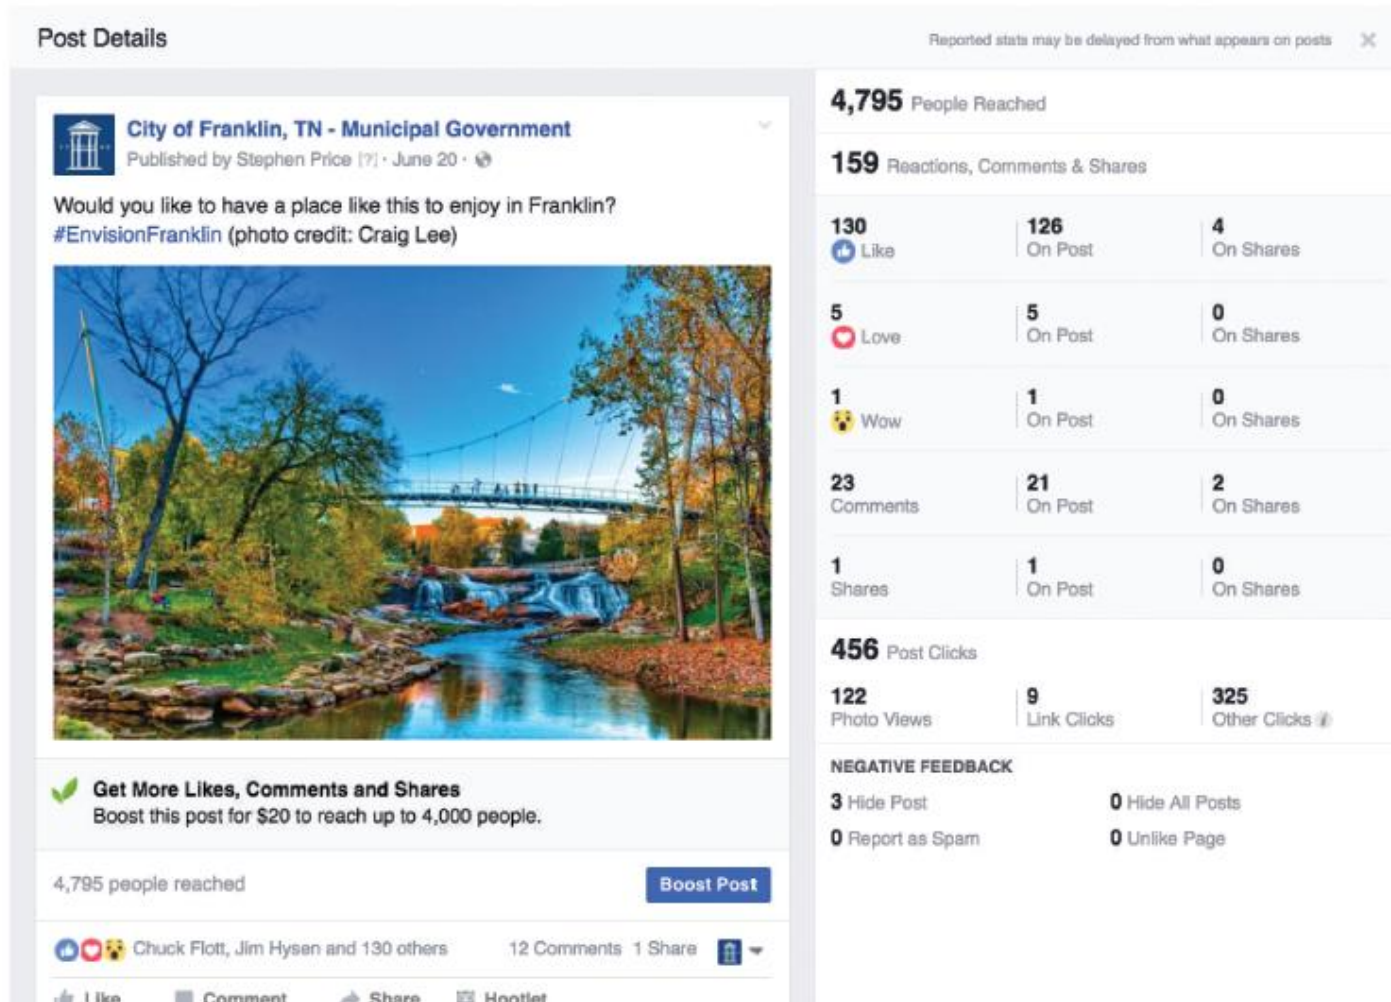 Post Details
Reported stats may be delayed from what appears on posts
City of Franklin, TN - Municipal Government
Published by Stephen Price [?] · June 20 ·
Would you like to have a place like this to enjoy in Franklin?
#EnvisionFranklin (photo credit: Craig Lee)
Get More Likes, Comments and Shares
Boost this post for $20 to reach up to 4,000 people.
4,795 people reached
Boost Post
Chuck Flott, Jim Hysen and 130 others 12 Comments 1 Share
Like Comment Share Hootlet
4,795 People Reached
159 Reactions, Comments & Shares
130 126 4
Like On Post On Shares
5 5 0
Love On Post On Shares
1 1 0
Wow On Post On Shares
23 21 2
Comments On Post On Shares
1 1 0
Shares On Post On Shares
456 Post Clicks
122 9 325
Photo Views Link Clicks Other Clicks i
NEGATIVE FEEDBACK
3 Hide Post 0 Hide All Posts
0 Report as Spam 0 Unlike Page